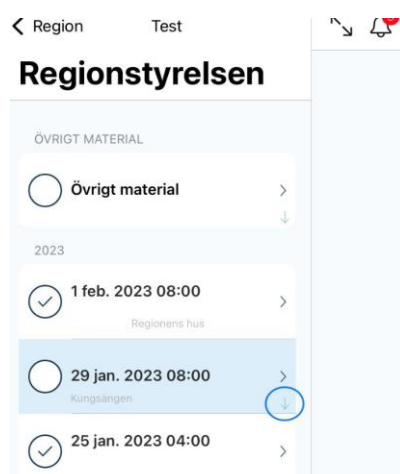 Region Test
Regionstyrelsen
ÖVRIGT MATERIAL
Övrigt material
2023
1 feb. 2023 08:00
Regionens hus
29 jan. 2023 08:00
Kungsängen
25 jan. 2023 04:00